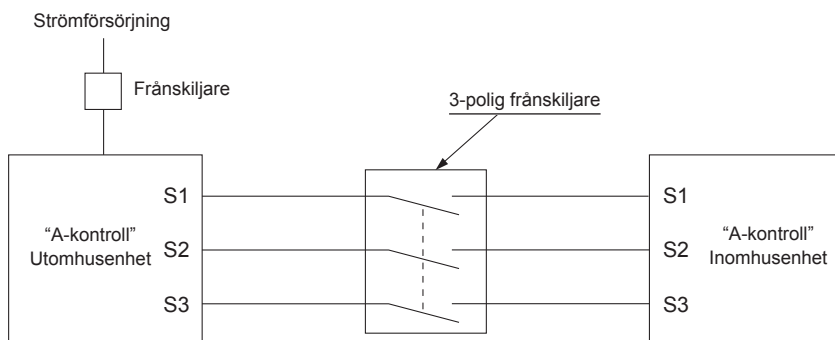 Strömförsörjning
Frånskiljare
3-polig frånskiljare
“A-kontroll”
Utomhusenhet
S1
S2
S3
S1
S2
S3
“A-kontroll”
Inomhusenhet